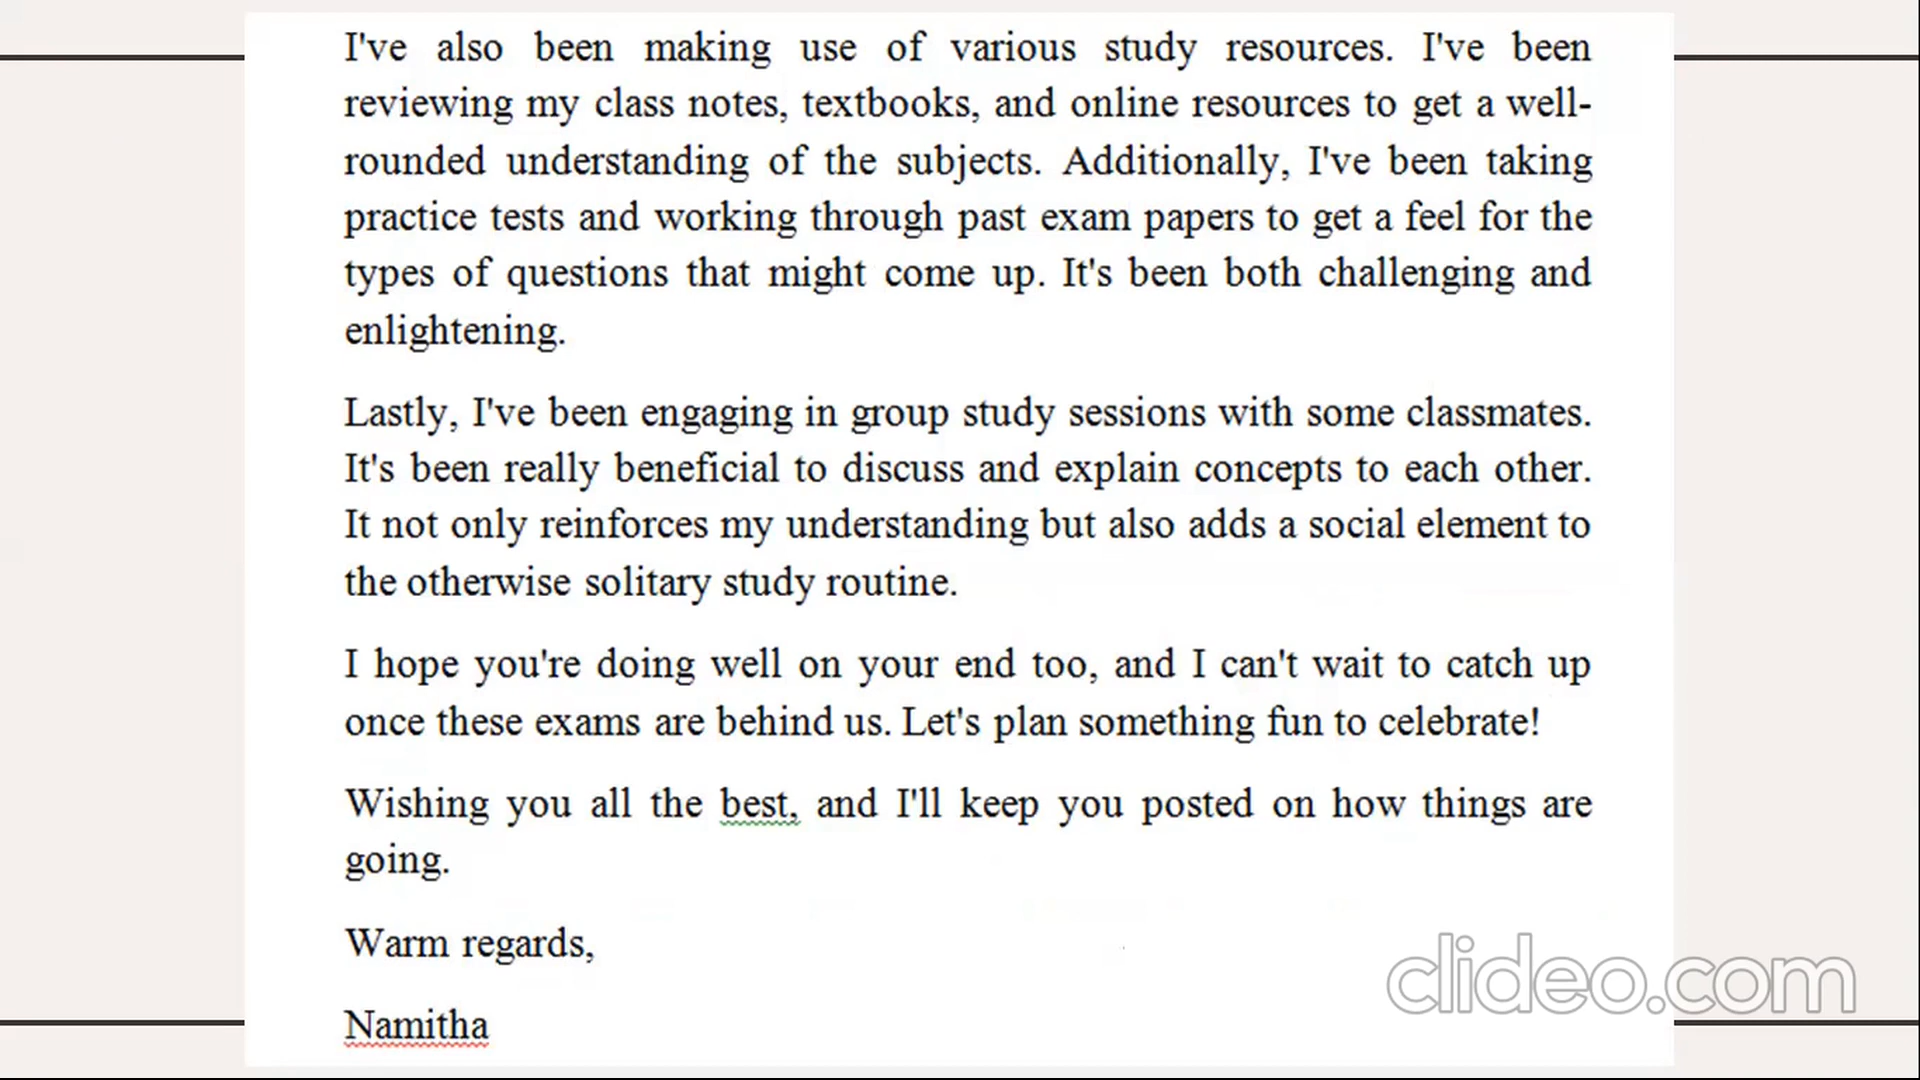 I've also been making use of various study resources. I've been
reviewing my class notes, textbooks, and online resources to get a well-
rounded understanding of the subjects. Additionally, I've been taking
practice tests and working through past exam papers to get a feel for the
types of questions that might come up. It's been both challenging and
enlightening.
Lastly, I've been engaging in group study sessions with some classmates.
It's been really beneficial to discuss and explain concepts to each other.
It not only reinforces my understanding but also adds a social element to
the otherwise solitary study routine.
I hope you're doing well on your end too, and I can't wait to catch up
once these exams are behind us. Let's plan something fun to celebrate!
Wishing you all the best, and I'll keep you posted on how things are
going.
Warm regards,
Namitha
clideo.com